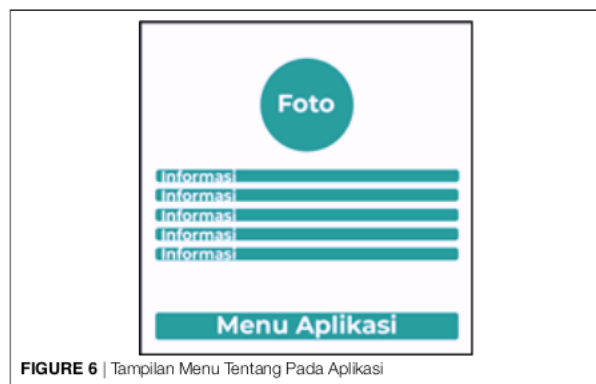 Foto
Informasi
Informasi
Informasi
Informasi
Informasi
Menu Aplikasi
FIGURE 6 | Tampilan Menu Tentang Pada Aplikasi